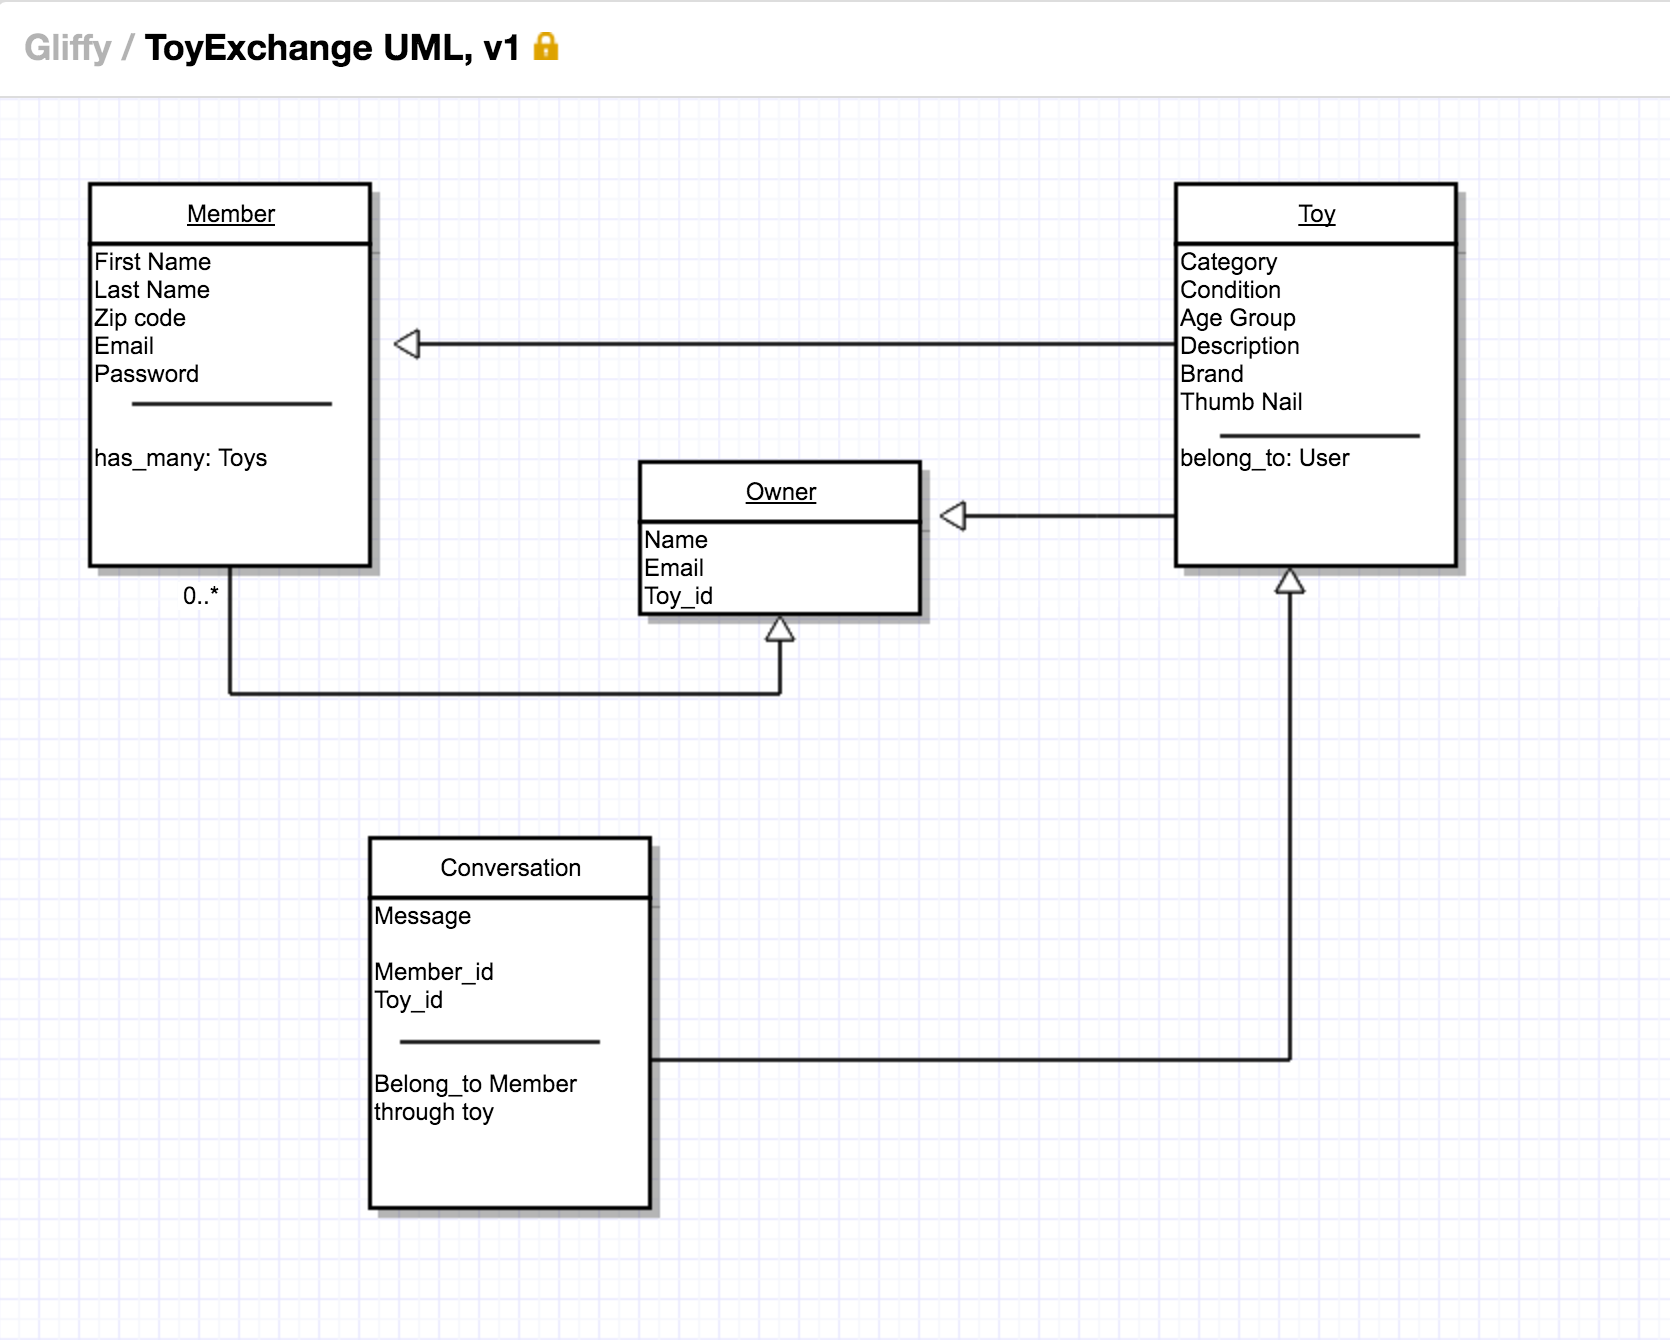 Gliffy / ToyExchange UML, v1
Member
First Name
Last Name
Zip code
Email
Password
has_many: Toys
0..*
Toy
Category
Condition
Age Group
Description
Brand
Thumb Nail
belong_to: User
Owner
Name
Email
Toy_id
Conversation
Message
Member_id
Toy_id
Belong_to Member
through toy